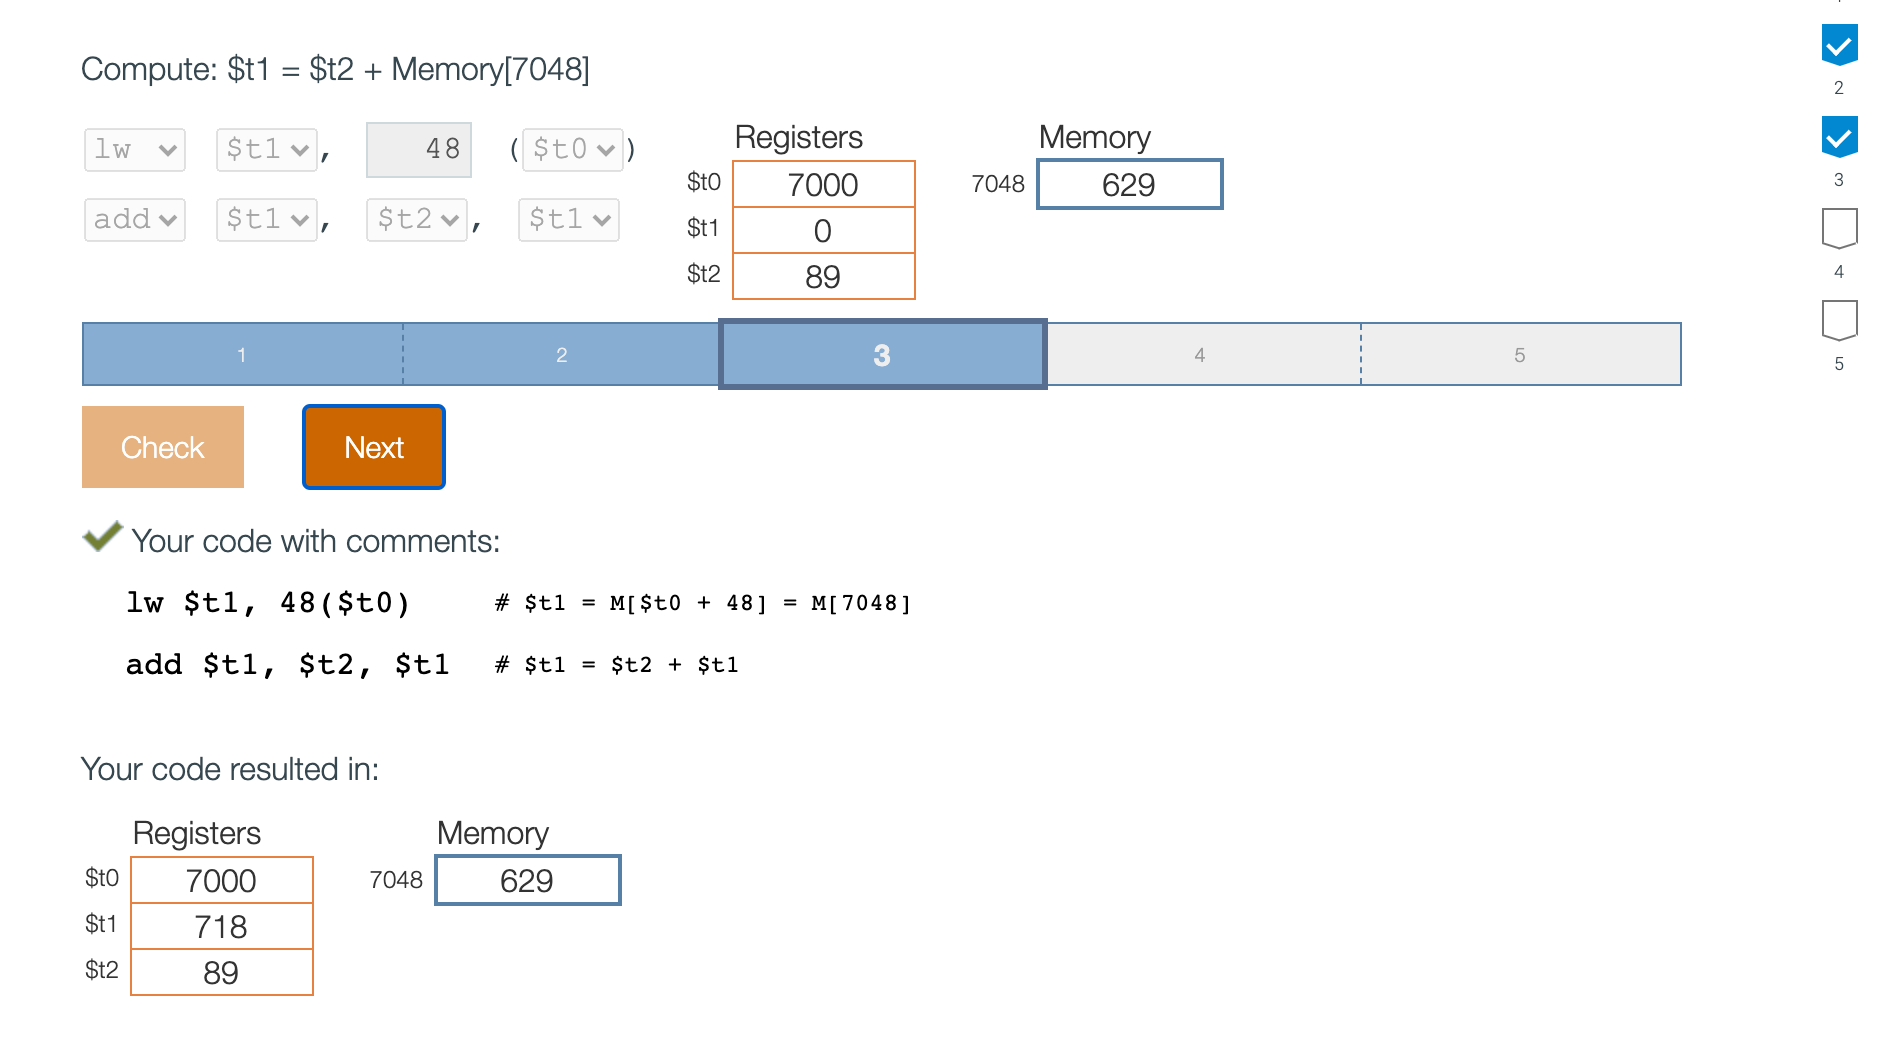 Compute: $t1 = $t2 + Memory[7048]
lw $t1 , 48 ( $t0 )
add $t1 , $t2 , $t1
Registers
$t0 7000
$t1 0
$t2 89
Memory
7048 629
1 2 3 4 5
Check Next
Your code with comments:
lw $t1, 48($t0) # $t1 = M[$t0 + 48] = M[7048]
add $t1, $t2, $t1 # $t1 = $t2 + $t1
Your code resulted in:
Registers
$t0 7000
$t1 718
$t2 89
Memory
7048 629
2
3
4
5